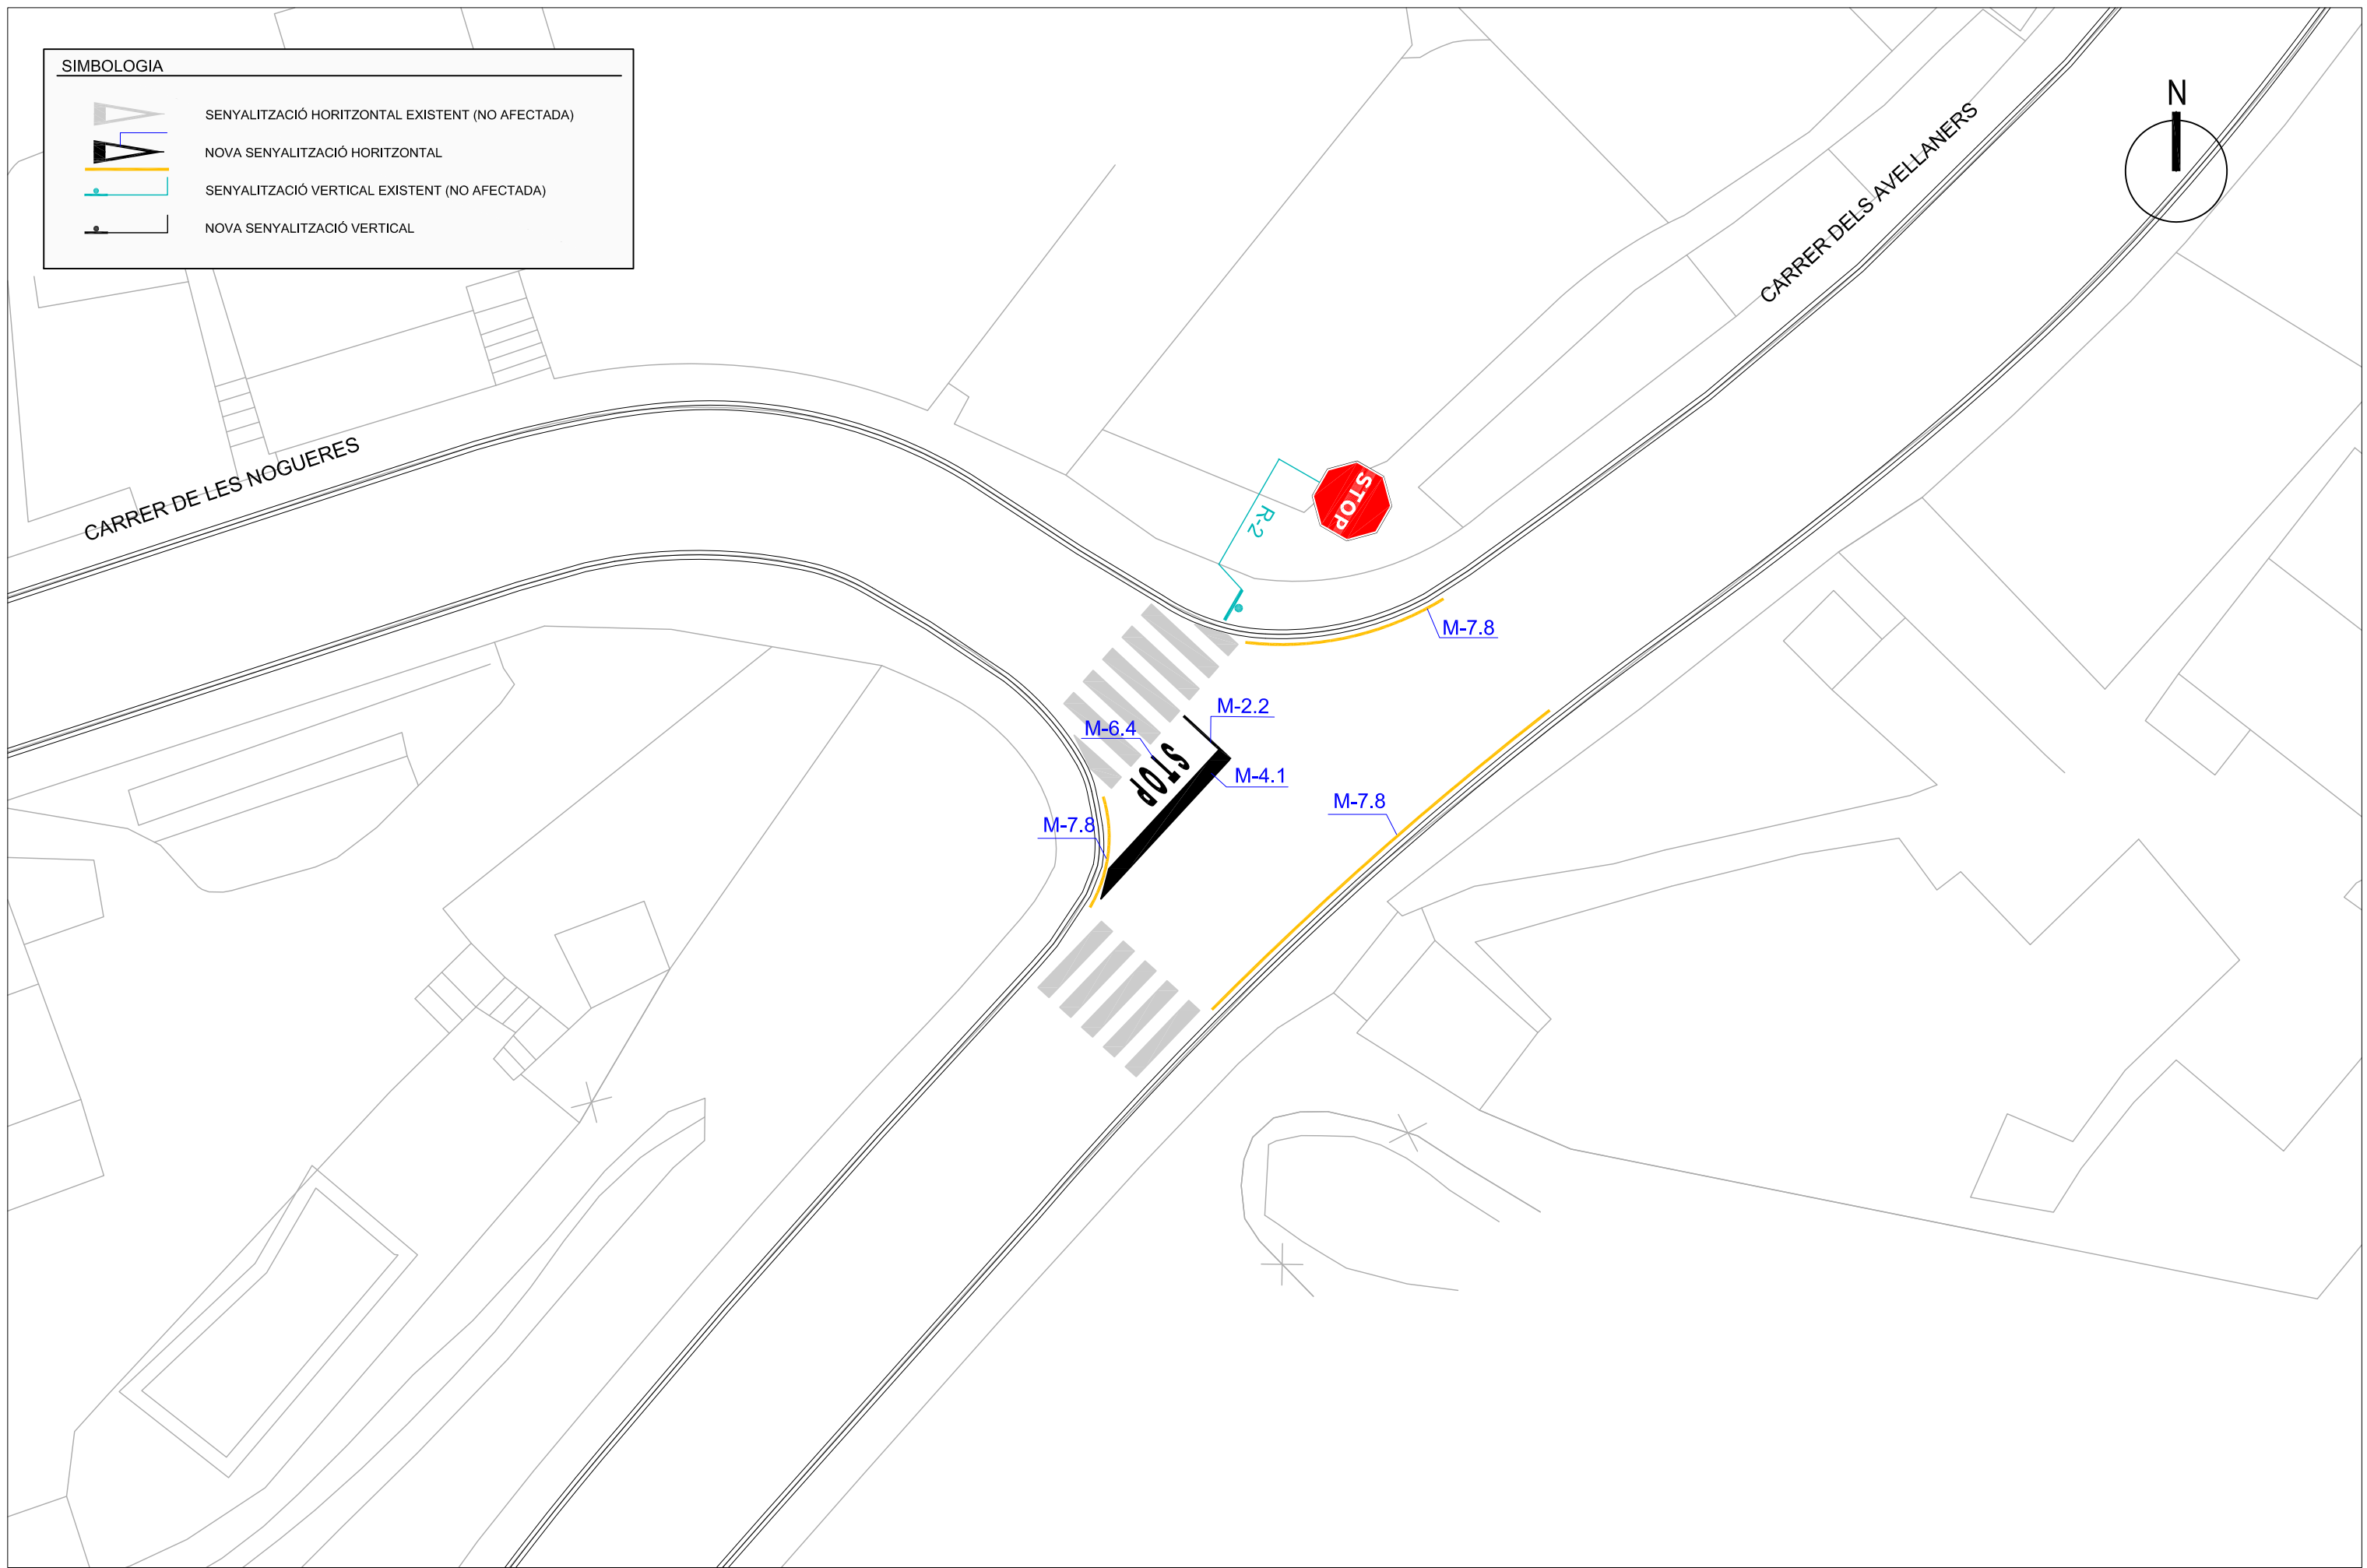 SIMBOLOGIA
SENYALITZACIÓ HORITZONTAL EXISTENT (NO AFECTADA)
NOVA SENYALITZACIÓ HORITZONTAL
SENYALITZACIÓ VERTICAL EXISTENT (NO AFECTADA)
NOVA SENYALITZACIÓ VERTICAL
N
CARRER DELS AVELLANERS
CARRER DE LES NOGUERES
STOP
R-2
M-7.8
M-2.2
M-6.4
STOP
M-4.1
M-7.8
M-7.8